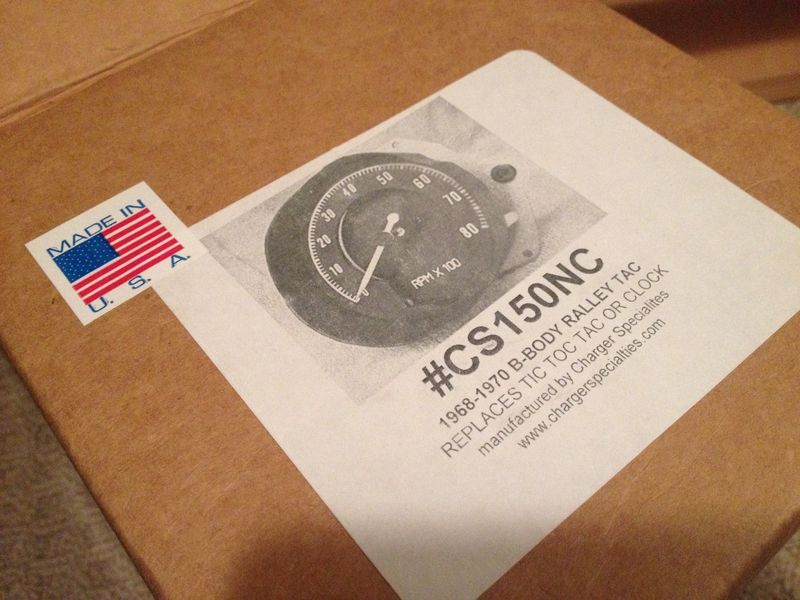 MADE IN
U. S. A.
0
10
20
30
40
50
60
70
80
RPM X 100
#CS150NC
1968-1970 B-BODY RALLEY TAC
REPLACES TIC TOC TAC OR CLOCK
manufactured by Charger Specialites
www.chargerspecialties.com